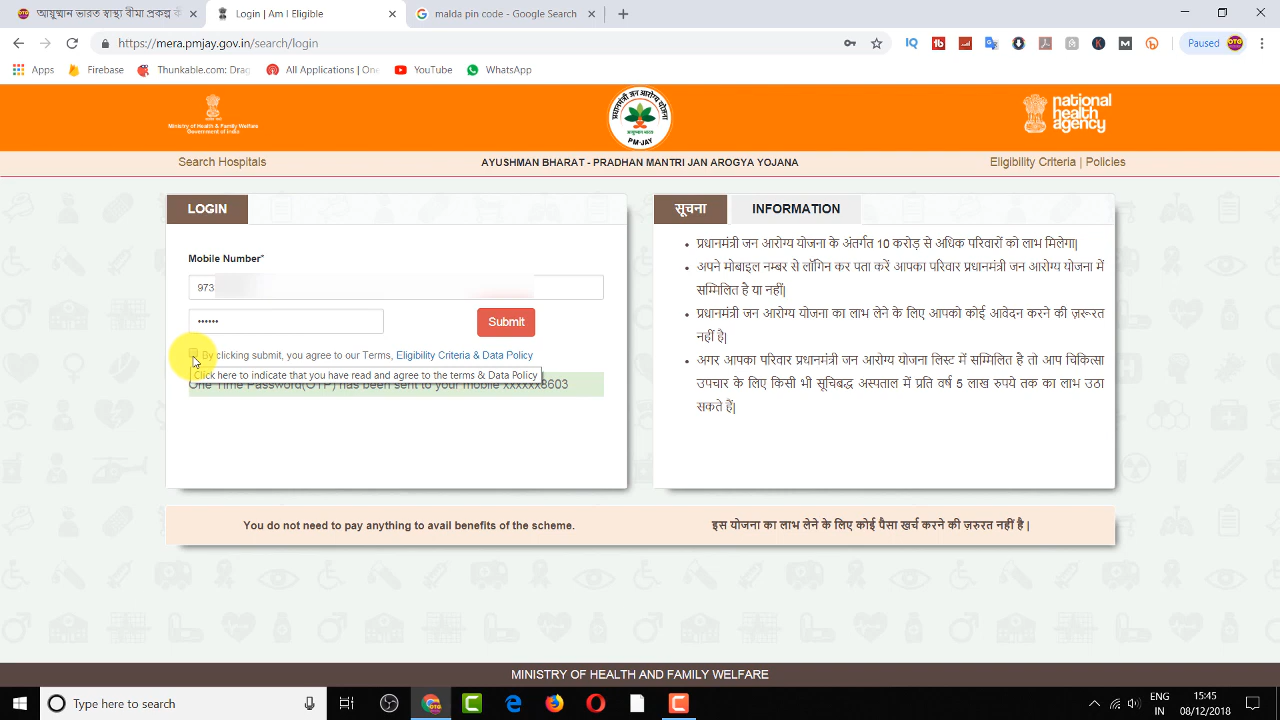 आयुष्मान भारत स्वास्थ्य बीमा प्रकल्प
Login | Am I Eligible
malda pin code - Google Search
https://mera.pmjay.gov.in/search/login
Paused
Apps
Firebase
Thunkable.com: Drag
All Applications | One
YouTube
WhatsApp
Ministry of Health & Family Welfare
Government of India
प्रधानमंत्री जन आरोग्य योजना
PM-JAY
national
health
agency
Search Hospitals
AYUSHMAN BHARAT - PRADHAN MANTRI JAN AROGYA YOJANA
Eligibility Criteria | Policies
LOGIN
Mobile Number*
973
••••••
Submit
By clicking submit, you agree to our Terms, Eligibility Criteria & Data Policy
Click here to indicate that you have read and agree to the terms & Data Policy
One Time Password(OTP) has been sent to your mobile xxxxxx8603
सूचना
INFORMATION
प्रधानमंत्री जन आरोग्य योजना के अंतर्गत 10 करोड़ से अधिक परिवारों को लाभ मिलेगा|
अपने मोबाइल नम्बर से लॉगिन कर पता करें आपका परिवार प्रधानमंत्री जन आरोग्य योजना में
सम्मिलित है या नहीं|
प्रधानमंत्री जन आरोग्य योजना का लाभ लेने के लिए आपको कोई आवेदन करने की ज़रूरत
नहीं है|
अगर आपका परिवार प्रधानमंत्री जन आरोग्य योजना लिस्ट में सम्मिलित है तो आप चिकित्सा
उपचार के लिए किसी भी सूचिबद्ध अस्पताल में प्रति वर्ष 5 लाख रुपये तक का लाभ उठा
सकते हैं|
You do not need to pay anything to avail benefits of the scheme.
इस योजना का लाभ लेने के लिए कोई पैसा ख़र्च करने की ज़रुरत नहीं है |
MINISTRY OF HEALTH AND FAMILY WELFARE
Type here to search
ENG
IN
15:45
08/12/2018